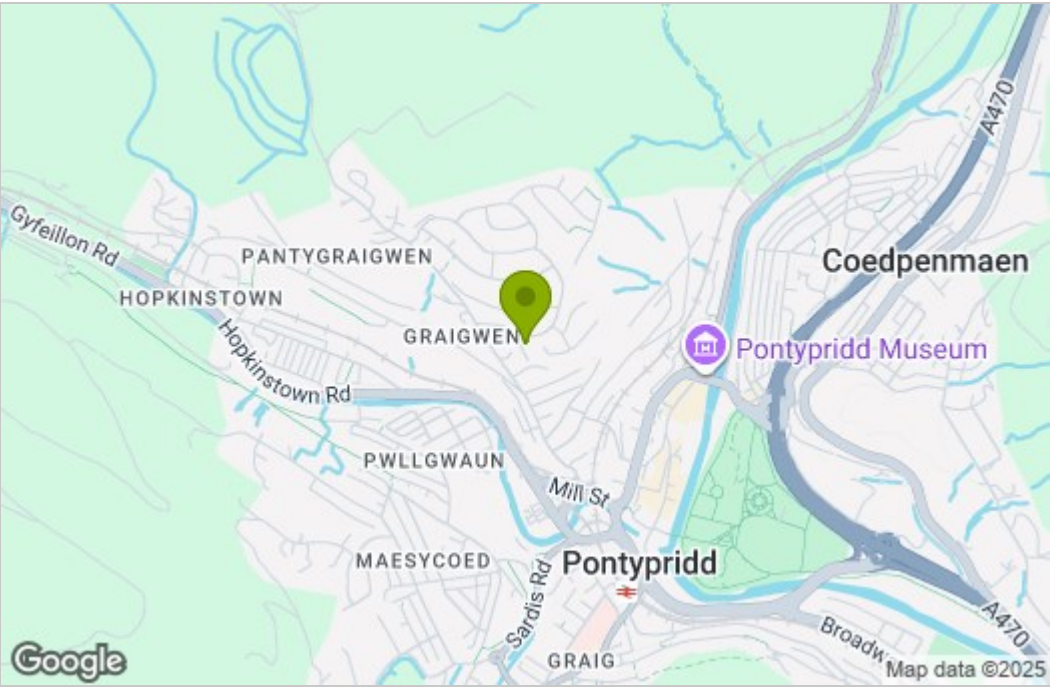 A470
Gyfeillon Rd
PANTYGRAIGWEN
Coedpenmaen
HOPKINSTOWN
GRAIGWEN
Pontypridd Museum
Hopkinstown Rd
PWLLGWAUN
Mill St
MAESYCOED
Pontypridd
Sardis Rd
A470
Broadw
GRAIG
Google
Map data ©2025